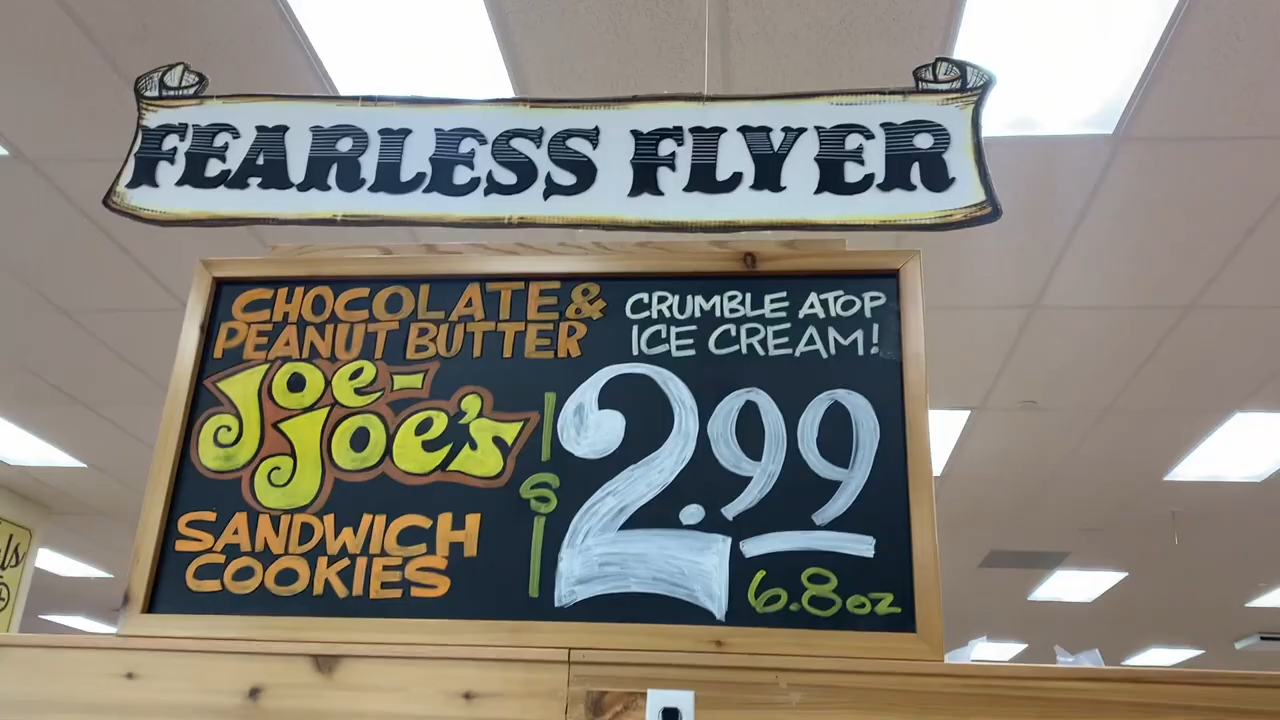 FEARLESS FLYER
CHOCOLATE &
PEANUT BUTTER
Joe-
Joe's
SANDWICH
COOKIES
CRUMBLE ATOP
ICE CREAM!
$2.99
6.8oz